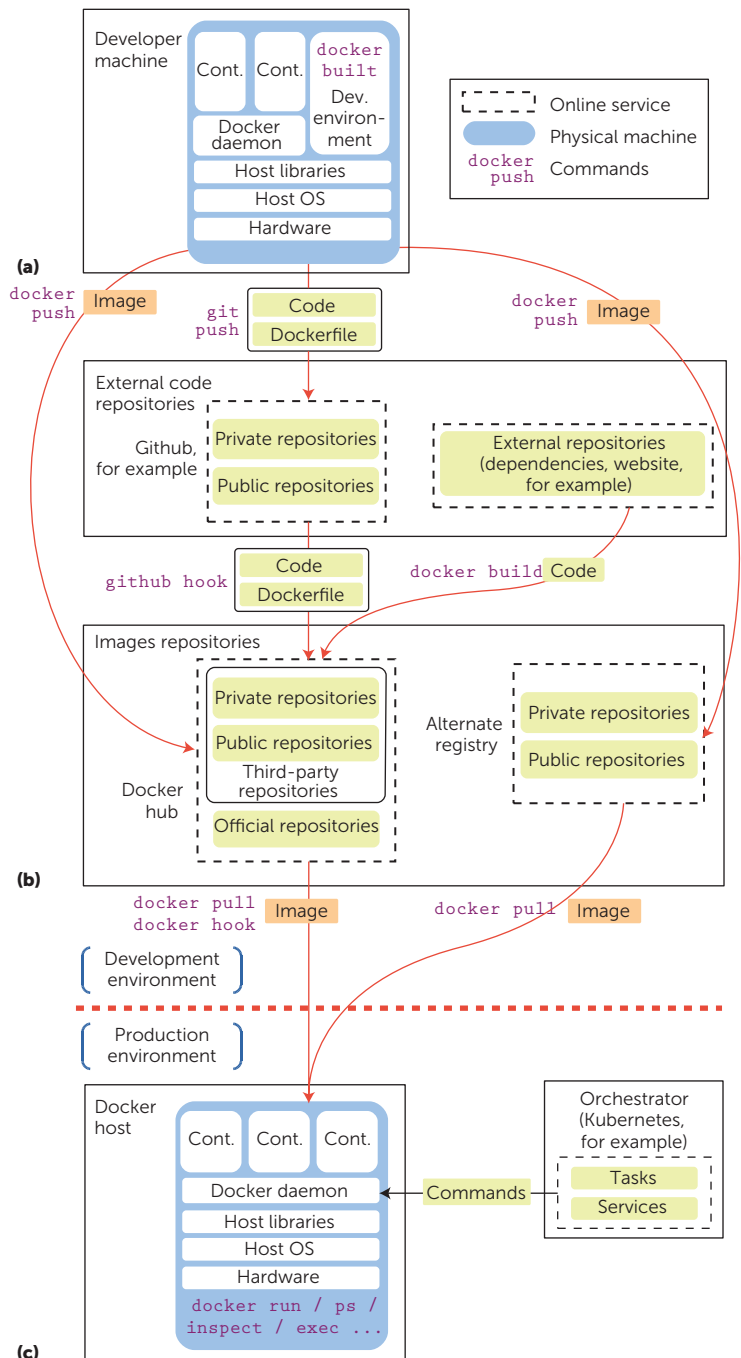 Developer
machine
Cont.
Cont.
docker
built
Dev.
environ-
ment
Docker
daemon
Host libraries
Host OS
Hardware
Online service
Physical machine
docker
push
Commands
(a)
docker
push
Image
git
push
Code
Dockerfile
docker
push
Image
External code
repositories
Github,
for example
Private repositories
Public repositories
External repositories
(dependencies, website,
for example)
github hook
Code
Dockerfile
docker build
Code
Images repositories
Private repositories
Public repositories
Third-party
repositories
Docker
hub
Official repositories
Alternate
registry
Private repositories
Public repositories
(b)
docker pull
docker hook
Image
docker pull
Image
Development
environment
Production
environment
Docker
host
Cont.
Cont.
Cont.
Docker daemon
Host libraries
Host OS
Hardware
docker run / ps /
inspect / exec ...
Commands
Orchestrator
(Kubernetes,
for example)
Tasks
Services
(c)